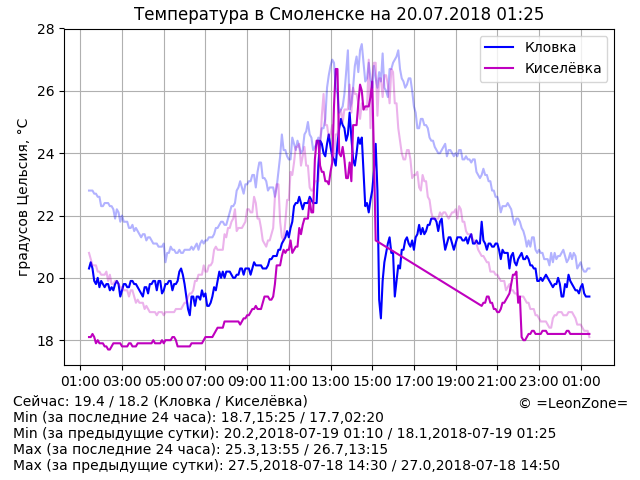 Температура в Смоленске на 20.07.2018 01:25
градусов Цельсия, °C
28
26
24
22
20
18
Кловка
Киселёвка
01:00 03:00 05:00 07:00 09:00 11:00 13:00 15:00 17:00 19:00 21:00 23:00 01:00
Сейчас: 19.4 / 18.2 (Кловка / Киселёвка)
© =LeonZone=
Min (за последние 24 часа): 18.7,15:25 / 17.7,02:20
Min (за предыдущие сутки): 20.2,2018-07-19 01:10 / 18.1,2018-07-19 01:25
Max (за последние 24 часа): 25.3,13:55 / 26.7,13:15
Max (за предыдущие сутки): 27.5,2018-07-18 14:30 / 27.0,2018-07-18 14:50